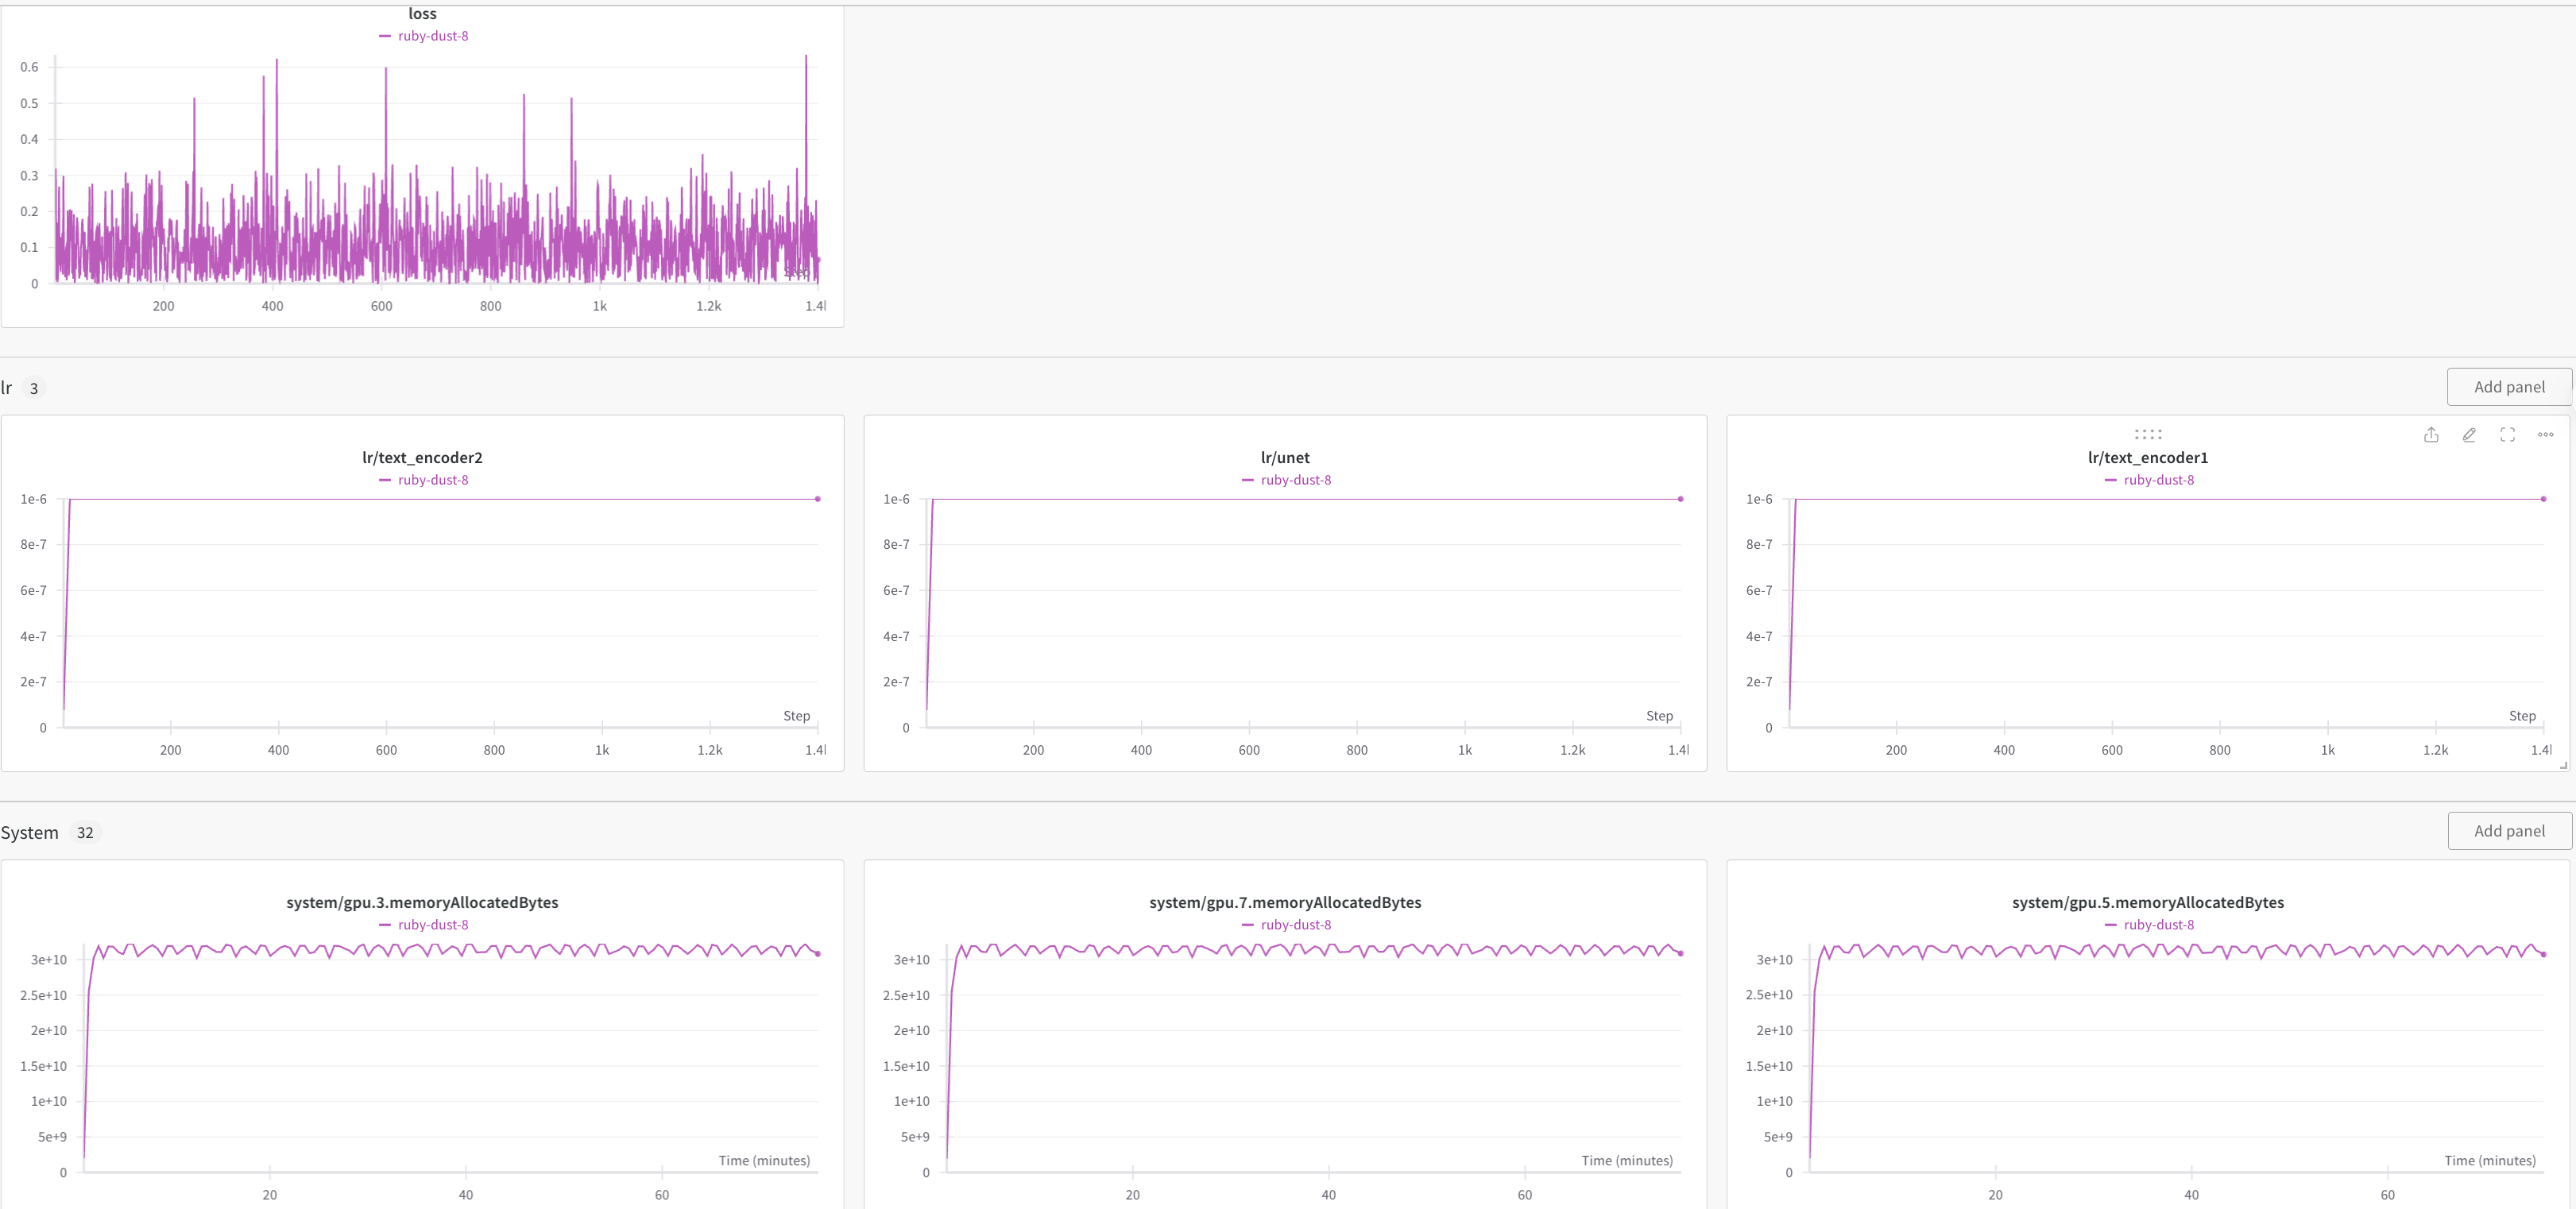 loss
ruby-dust-8
0.6
0.5
0.4
0.3
0.2
0.1
0
Step
200 400 600 800 1k 1.2k 1.4
lr 3
Add panel
lr/text_encoder2
ruby-dust-8
1e-6
8e-7
6e-7
4e-7
2e-7
0
Step
200 400 600 800 1k 1.2k 1.4
lr/unet
ruby-dust-8
1e-6
8e-7
6e-7
4e-7
2e-7
0
Step
200 400 600 800 1k 1.2k 1.4
lr/text_encoder1
ruby-dust-8
1e-6
8e-7
6e-7
4e-7
2e-7
0
Step
200 400 600 800 1k 1.2k 1.4
System 32
Add panel
system/gpu.3.memoryAllocatedBytes
ruby-dust-8
3e+10
2.5e+10
2e+10
1.5e+10
1e+10
5e+9
0
Time (minutes)
20 40 60
system/gpu.7.memoryAllocatedBytes
ruby-dust-8
3e+10
2.5e+10
2e+10
1.5e+10
1e+10
5e+9
0
Time (minutes)
20 40 60
system/gpu.5.memoryAllocatedBytes
ruby-dust-8
3e+10
2.5e+10
2e+10
1.5e+10
1e+10
5e+9
0
Time (minutes)
20 40 60